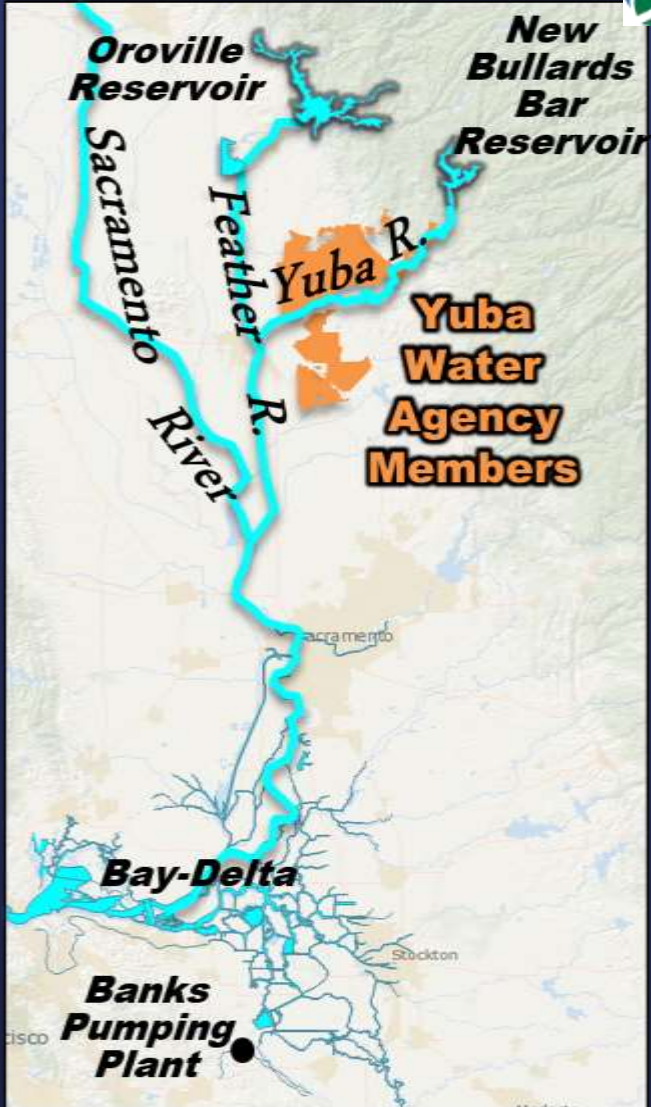 Oroville
Reservoir
New
Bullards
Bar
Reservoir
Sacramento
River
Feather
R.
Yuba R.
Yuba
Water
Agency
Members
Sacramento
Bay-Delta
Stockton
Banks
Pumping
Plant
cisco